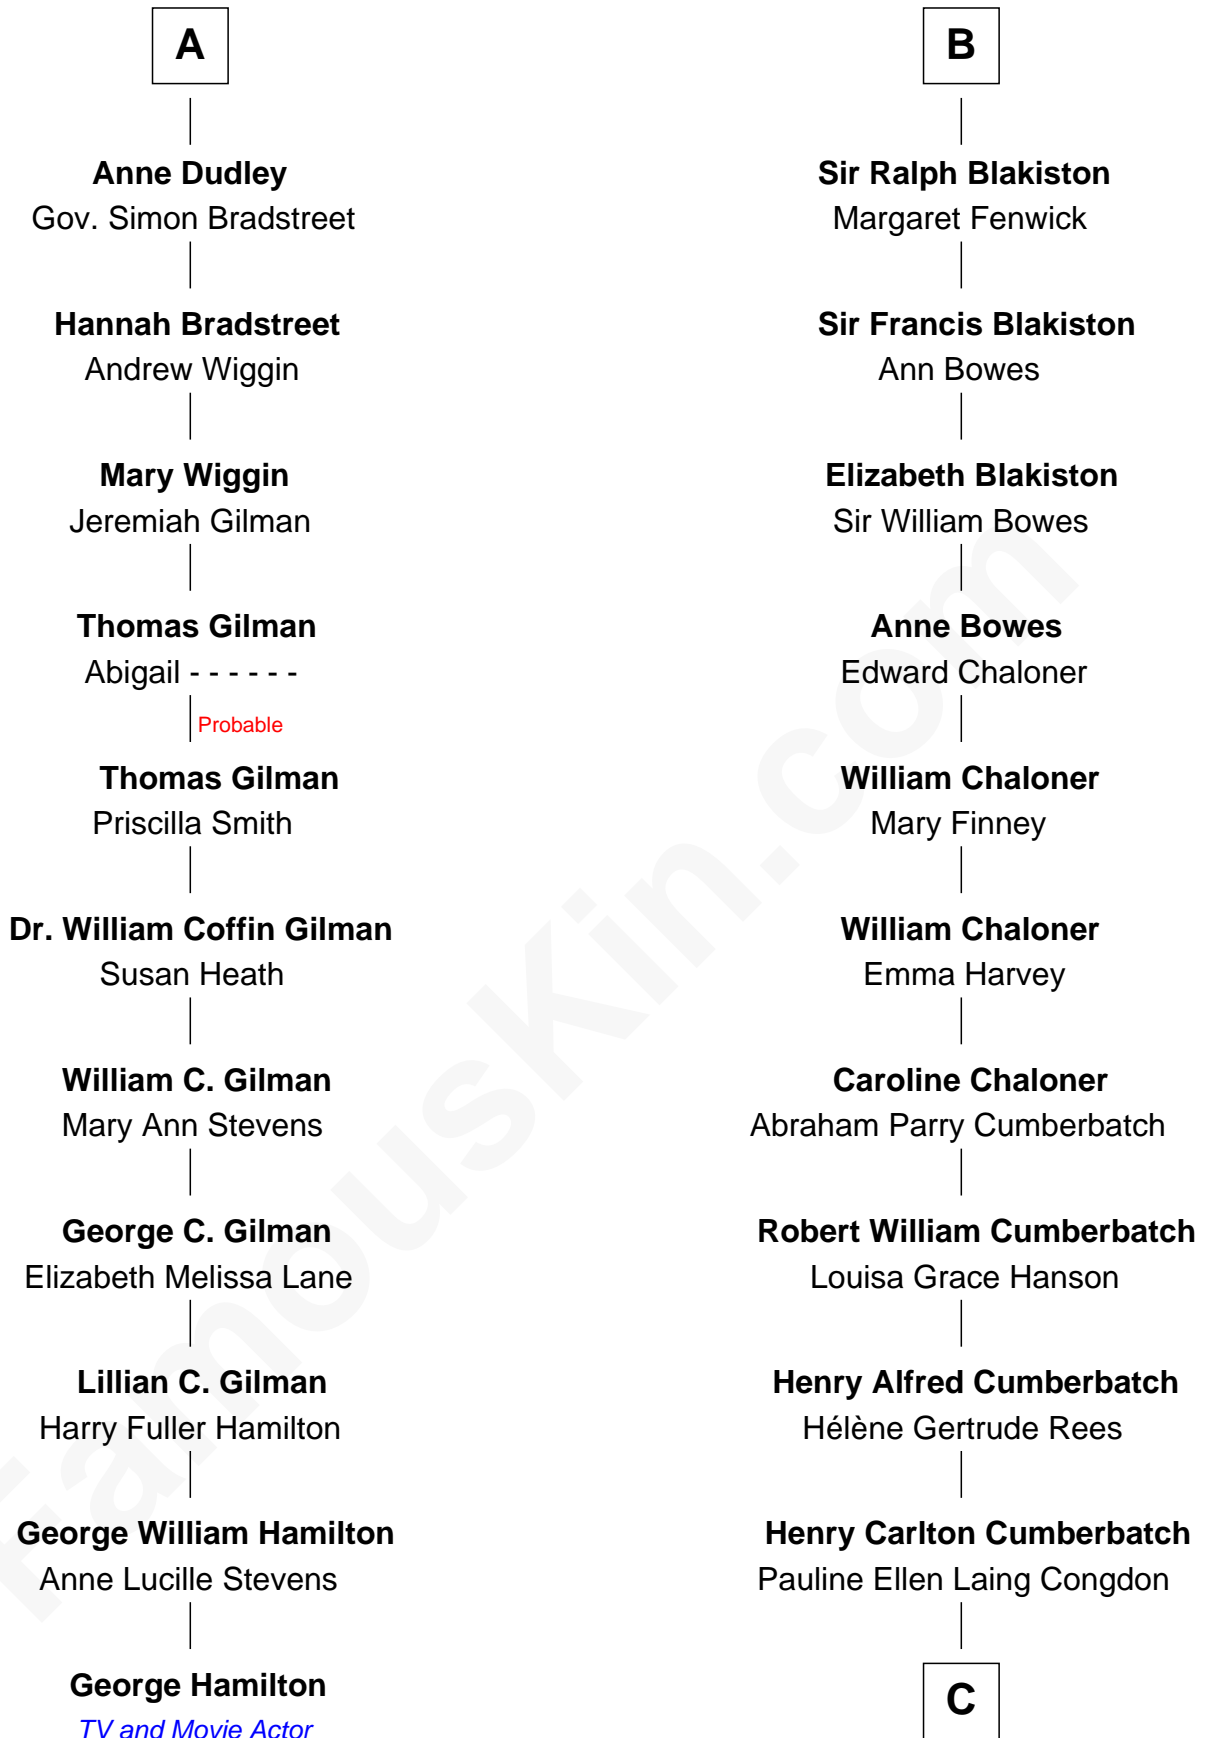 A
Anne Dudley
Gov. Simon Bradstreet
Hannah Bradstreet
Andrew Wiggin
Mary Wiggin
Jeremiah Gilman
Thomas Gilman
Abigail - - - - - -
Probable
Thomas Gilman
Priscilla Smith
Dr. William Coffin Gilman
Susan Heath
William C. Gilman
Mary Ann Stevens
George C. Gilman
Elizabeth Melissa Lane
Lillian C. Gilman
Harry Fuller Hamilton
George William Hamilton
Anne Lucille Stevens
George Hamilton
TV and Movie Actor
B
Sir Ralph Blakiston
Margaret Fenwick
Sir Francis Blakiston
Ann Bowes
Elizabeth Blakiston
Sir William Bowes
Anne Bowes
Edward Chaloner
William Chaloner
Mary Finney
William Chaloner
Emma Harvey
Caroline Chaloner
Abraham Parry Cumberbatch
Robert William Cumberbatch
Louisa Grace Hanson
Henry Alfred Cumberbatch
Hélène Gertrude Rees
Henry Carlton Cumberbatch
Pauline Ellen Laing Congdon
C
FamousKin.com